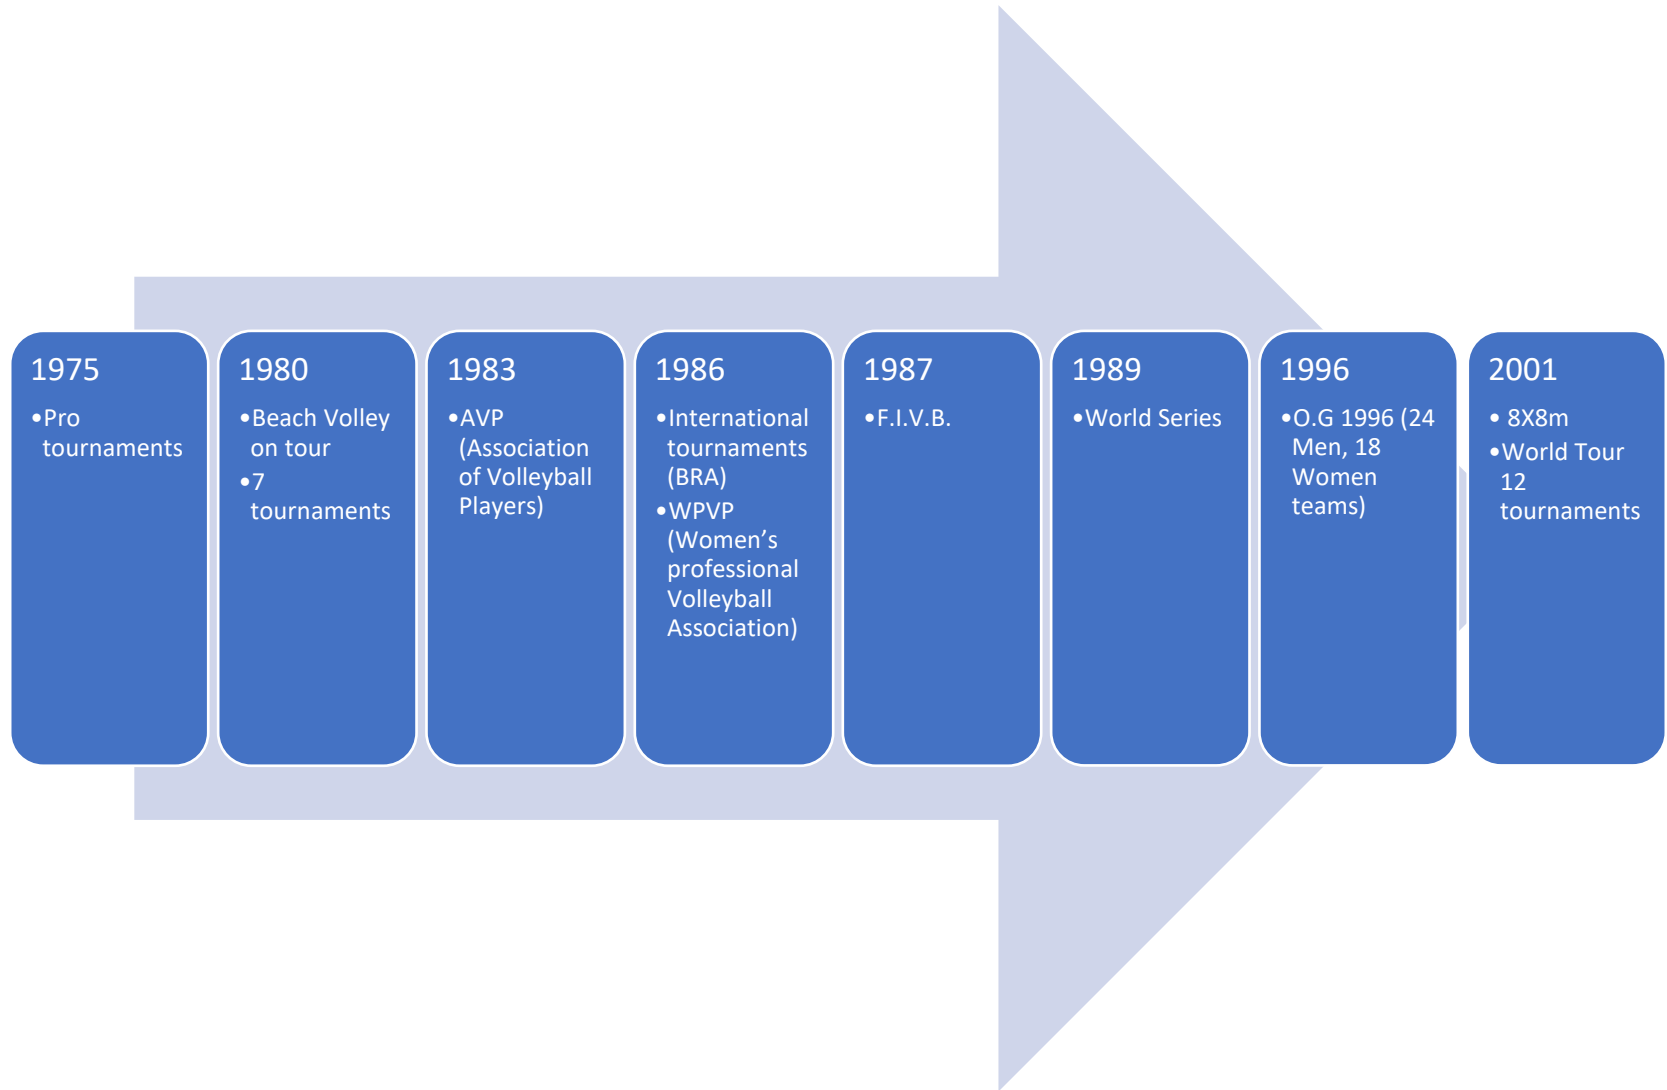 1975
•Pro
tournaments
1980
•Beach Volley
on tour
•7
tournaments
1983
•AVP
(Association
of Volleyball
Players)
1986
•International
tournaments
(BRA)
•WPVP
(Women’s
professional
Volleyball
Association)
1987
•F.I.V.B.
1989
•World Series
1996
•O.G 1996 (24
Men, 18
Women
teams)
2001
• 8X8m
•World Tour
12
tournaments